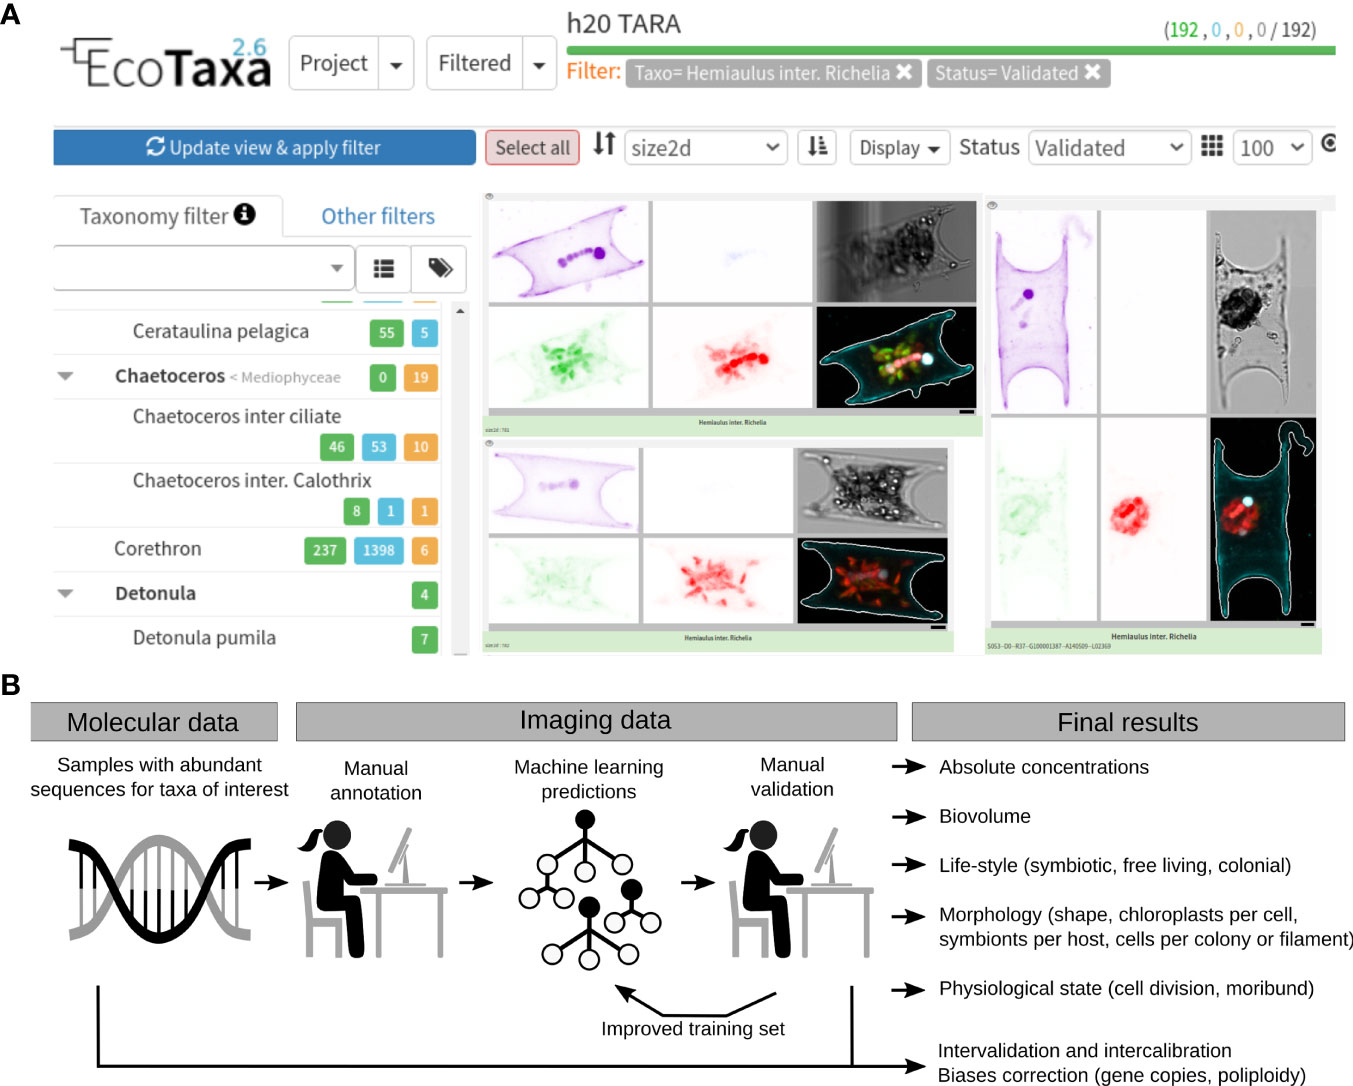 A
EcoTaxa 2.6
Project
Filtered
h20 TARA
(192 , 0 , 0 , 0 / 192)
Filter: Taxo= Hemiaulus inter. Richelia ✖ Status= Validated ✖
Update view & apply filter
Select all
size2d
Display
Status
Validated
100
Taxonomy filter
Other filters
Cerataulina pelagica 55 5
Chaetoceros < Mediophyceae 0 19
Chaetoceros inter ciliate
46 53 10
Chaetoceros inter. Calothrix
8 1 1
Corethron 237 1398 6
Detonula 4
Detonula pumila 7
Hemiaulus inter. Richelia
Hemiaulus inter. Richelia
Hemiaulus inter. Richelia
B
Molecular data
Imaging data
Final results
Samples with abundant
sequences for taxa of interest
Manual
annotation
Machine learning
predictions
Manual
validation
Improved training set
Absolute concentrations
Biovolume
Life-style (symbiotic, free living, colonial)
Morphology (shape, chloroplasts per cell,
symbionts per host, cells per colony or filament)
Physiological state (cell division, moribund)
Intervalidation and intercalibration
Biases correction (gene copies, poliploidy)